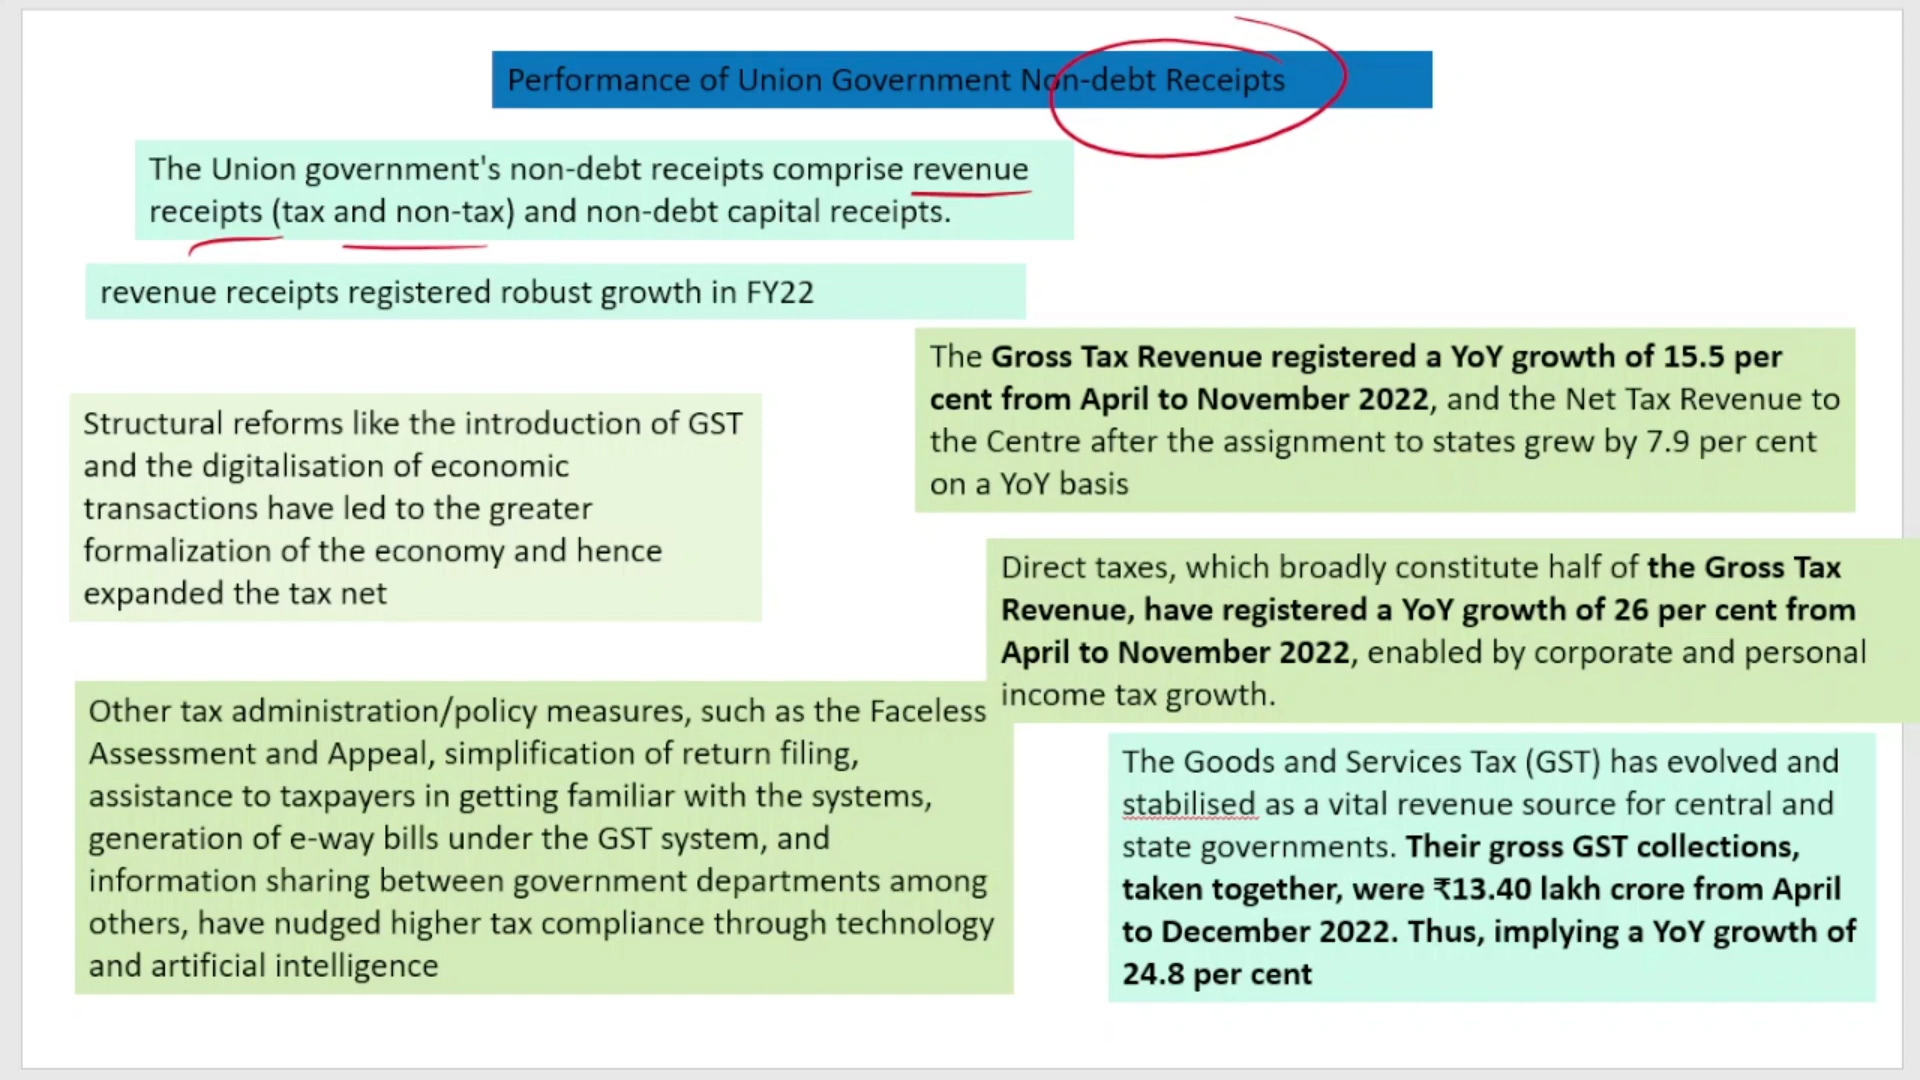 Performance of Union Government Non-debt Receipts
The Union government's non-debt receipts comprise revenue
receipts (tax and non-tax) and non-debt capital receipts.
revenue receipts registered robust growth in FY22
Structural reforms like the introduction of GST
and the digitalisation of economic
transactions have led to the greater
formalization of the economy and hence
expanded the tax net
Other tax administration/policy measures, such as the Faceless
Assessment and Appeal, simplification of return filing,
assistance to taxpayers in getting familiar with the systems,
generation of e-way bills under the GST system, and
information sharing between government departments among
others, have nudged higher tax compliance through technology
and artificial intelligence
The Gross Tax Revenue registered a YoY growth of 15.5 per
cent from April to November 2022, and the Net Tax Revenue to
the Centre after the assignment to states grew by 7.9 per cent
on a YoY basis
Direct taxes, which broadly constitute half of the Gross Tax
Revenue, have registered a YoY growth of 26 per cent from
April to November 2022, enabled by corporate and personal
income tax growth.
The Goods and Services Tax (GST) has evolved and
stabilised as a vital revenue source for central and
state governments. Their gross GST collections,
taken together, were ₹13.40 lakh crore from April
to December 2022. Thus, implying a YoY growth of
24.8 per cent